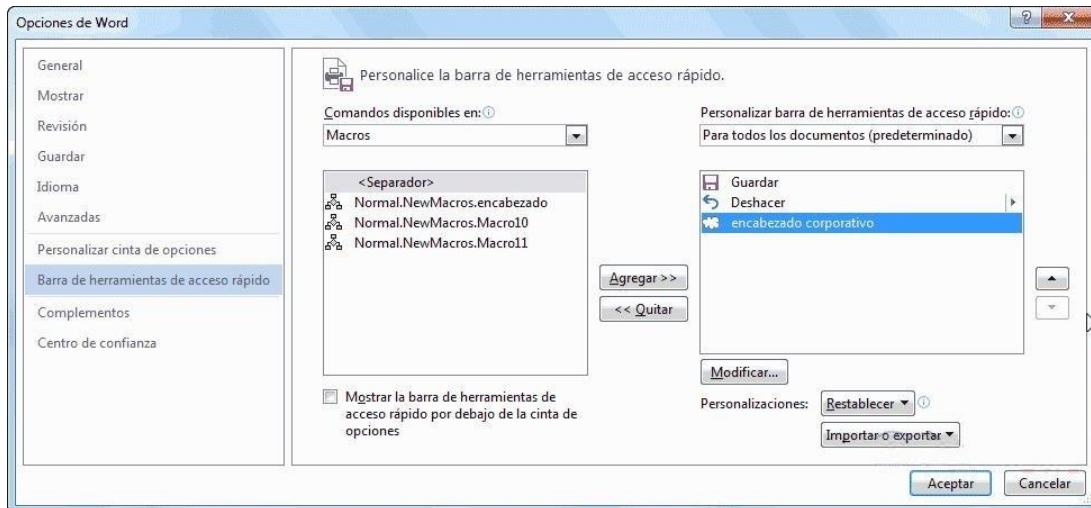 Opciones de Word
General
Mostrar
Revisión
Guardar
Idioma
Avanzadas
Personalizar cinta de opciones
Barra de herramientas de acceso rápido
Complementos
Centro de confianza
Personalice la barra de herramientas de acceso rápido.
Comandos disponibles en:
Macros
<Separador>
Normal.NewMacros.encabezado
Normal.NewMacros.Macro10
Normal.NewMacros.Macro11
Agregar >>
<< Quitar
Mostrar la barra de herramientas de
acceso rápido por debajo de la cinta de
opciones
Personalizar barra de herramientas de acceso rápido:
Para todos los documentos (predeterminado)
Guardar
Deshacer
encabezado corporativo
Modificar...
Personalizaciones:
Restablecer
Importar o exportar
Aceptar
Cancelar